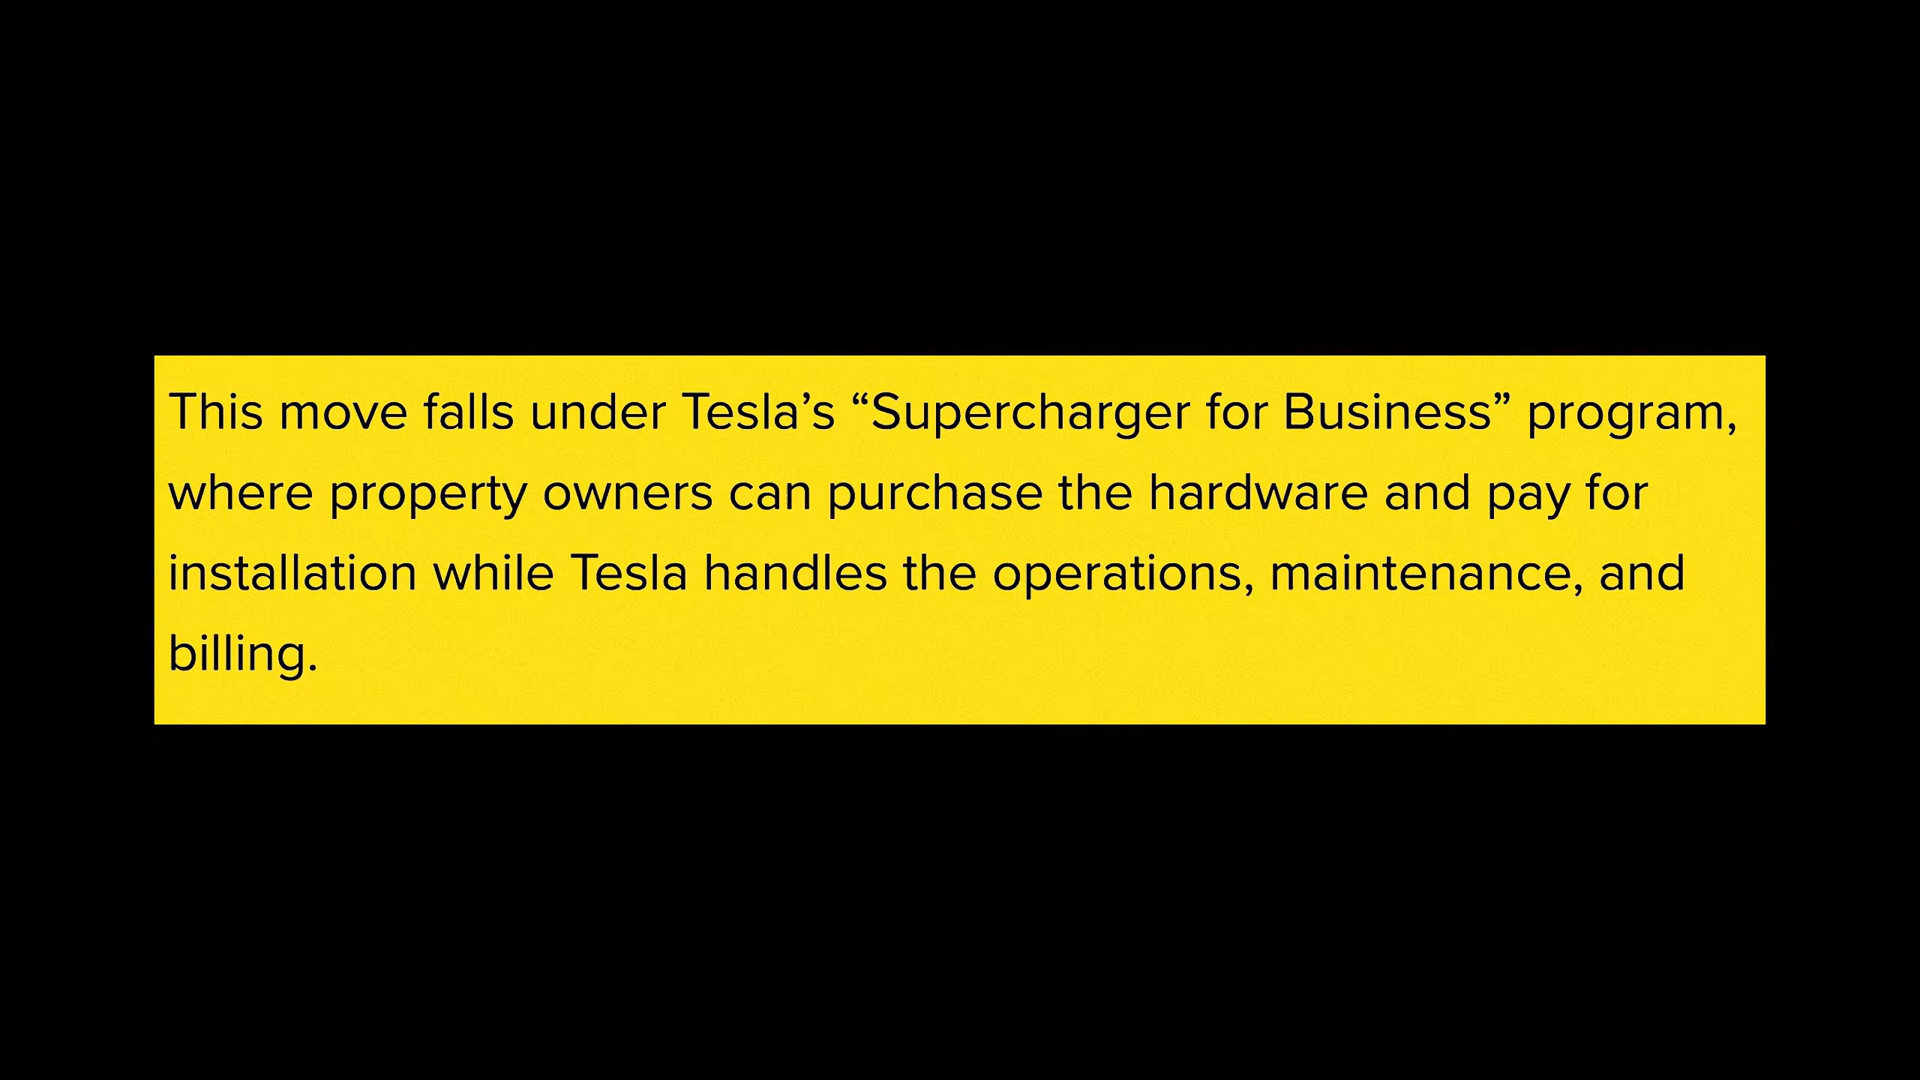 This move falls under Tesla’s “Supercharger for Business” program,
where property owners can purchase the hardware and pay for
installation while Tesla handles the operations, maintenance, and
billing.